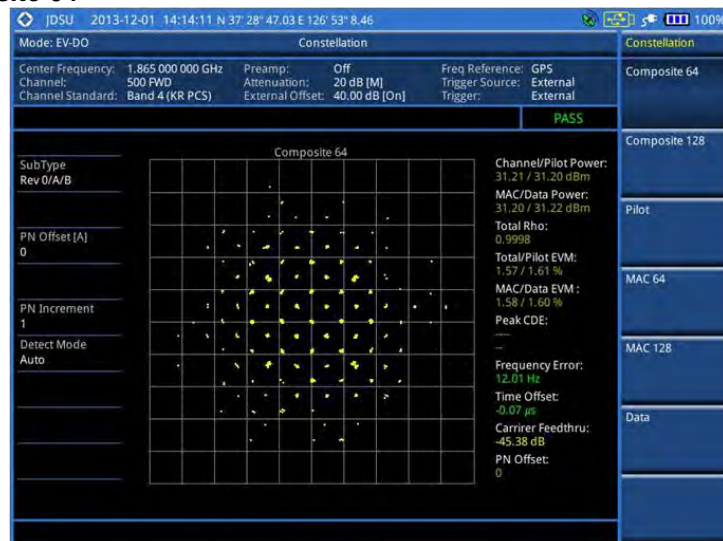 JDSU 2013-12-01 14:14:11 N 37' 28" 47.03 E 126' 53" 8.46 100%
Mode: EV-DO Constellation Constellation
Center Frequency: 1.865 000 000 GHz Preamp: Off Freq Reference: GPS
Channel: 500 FWD Attenuation: 20 dB [M] Trigger Source: External
Channel Standard: Band 4 (KR PCS) External Offset: 40.00 dB [On] Trigger: External
PASS
Composite 64
SubType
Rev 0/A/B
PN Offset [A]
0
PN Increment
1
Detect Mode
Auto
Channel/Pilot Power:
31.21 / 31.20 dBm
MAC/Data Power:
31.20 / 31.22 dBm
Total Rho:
0.9998
Total/Pilot EVM:
1.57 / 1.61 %
MAC/Data EVM :
1.58 / 1.60 %
Peak CDE:
----
--
Frequency Error:
12.01 Hz
Time Offset:
-0.07 µs
Carrirer Feedthru:
-45.38 dB
PN Offset:
0
Composite 64
Composite 128
Pilot
MAC 64
MAC 128
Data